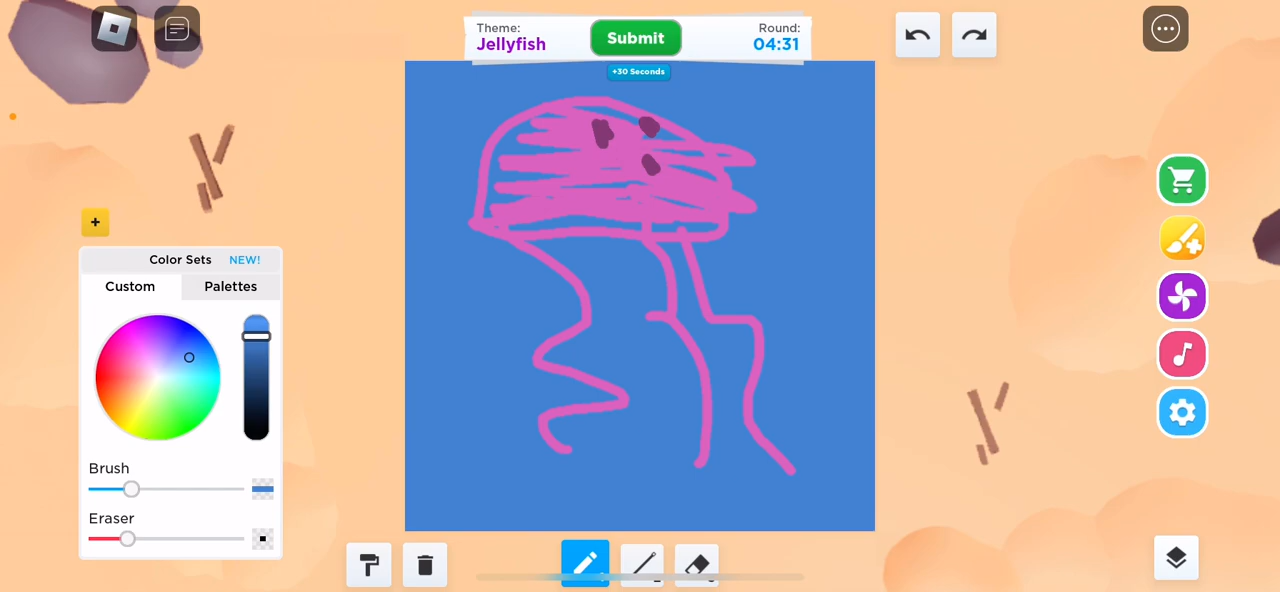 Theme:
Jellyfish
Submit
Round:
04:31
+30 Seconds
+
Color Sets NEW!
Custom Palettes
Brush
Eraser